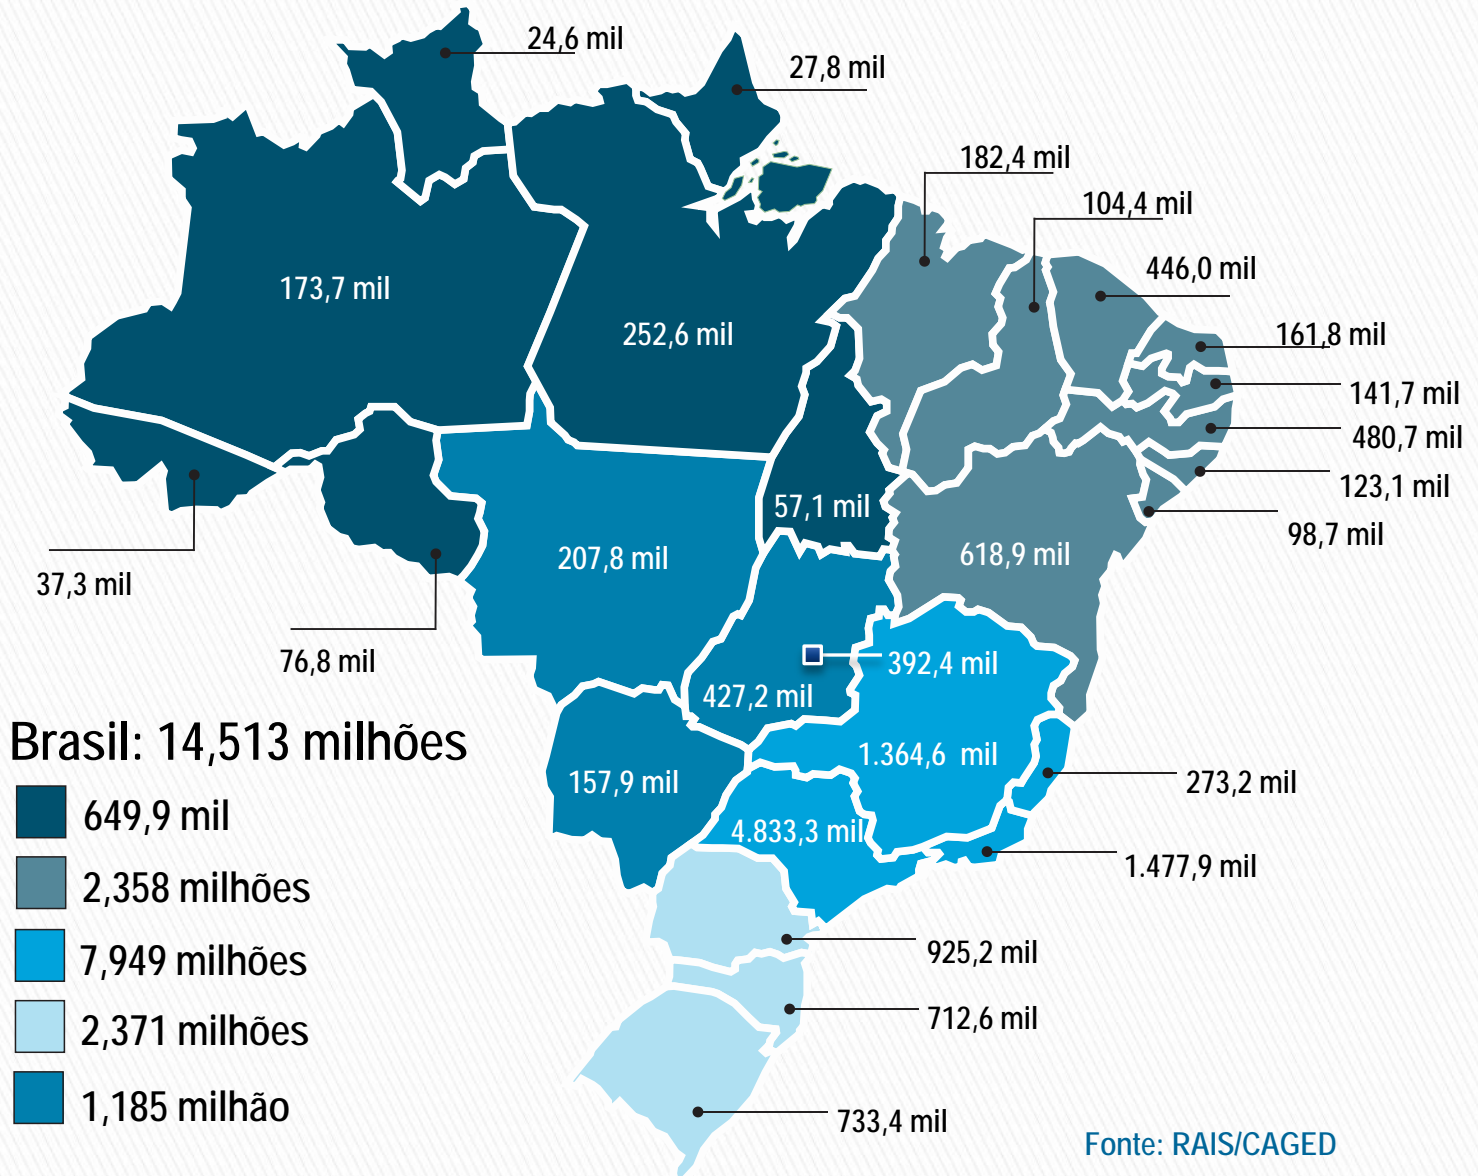 24,6 mil
27,8 mil
182,4 mil
104,4 mil
446,0 mil
173,7 mil
252,6 mil
161,8 mil
141,7 mil
480,7 mil
123,1 mil
57,1 mil
98,7 mil
207,8 mil
618,9 mil
37,3 mil
76,8 mil
392,4 mil
427,2 mil
Brasil: 14,513 milhões
1.364,6 mil
157,9 mil
273,2 mil
649,9 mil
4.833,3 mil
1.477,9 mil
2,358 milhões
7,949 milhões
925,2 mil
2,371 milhões
712,6 mil
1,185 milhão
733,4 mil
Fonte: RAIS/CAGED